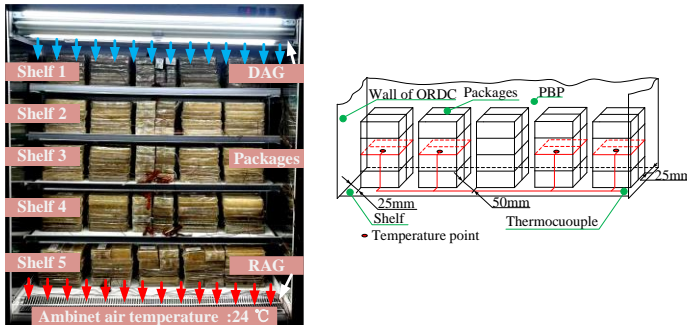 Shelf 1
DAG
Shelf 2
Shelf 3
Packages
Shelf 4
Shelf 5
RAG
Ambinet air temperature :24 ℃
Wall of ORDC
Packages
PBP
25mm
25mm
50mm
Shelf
Thermocuouple
Temperature point